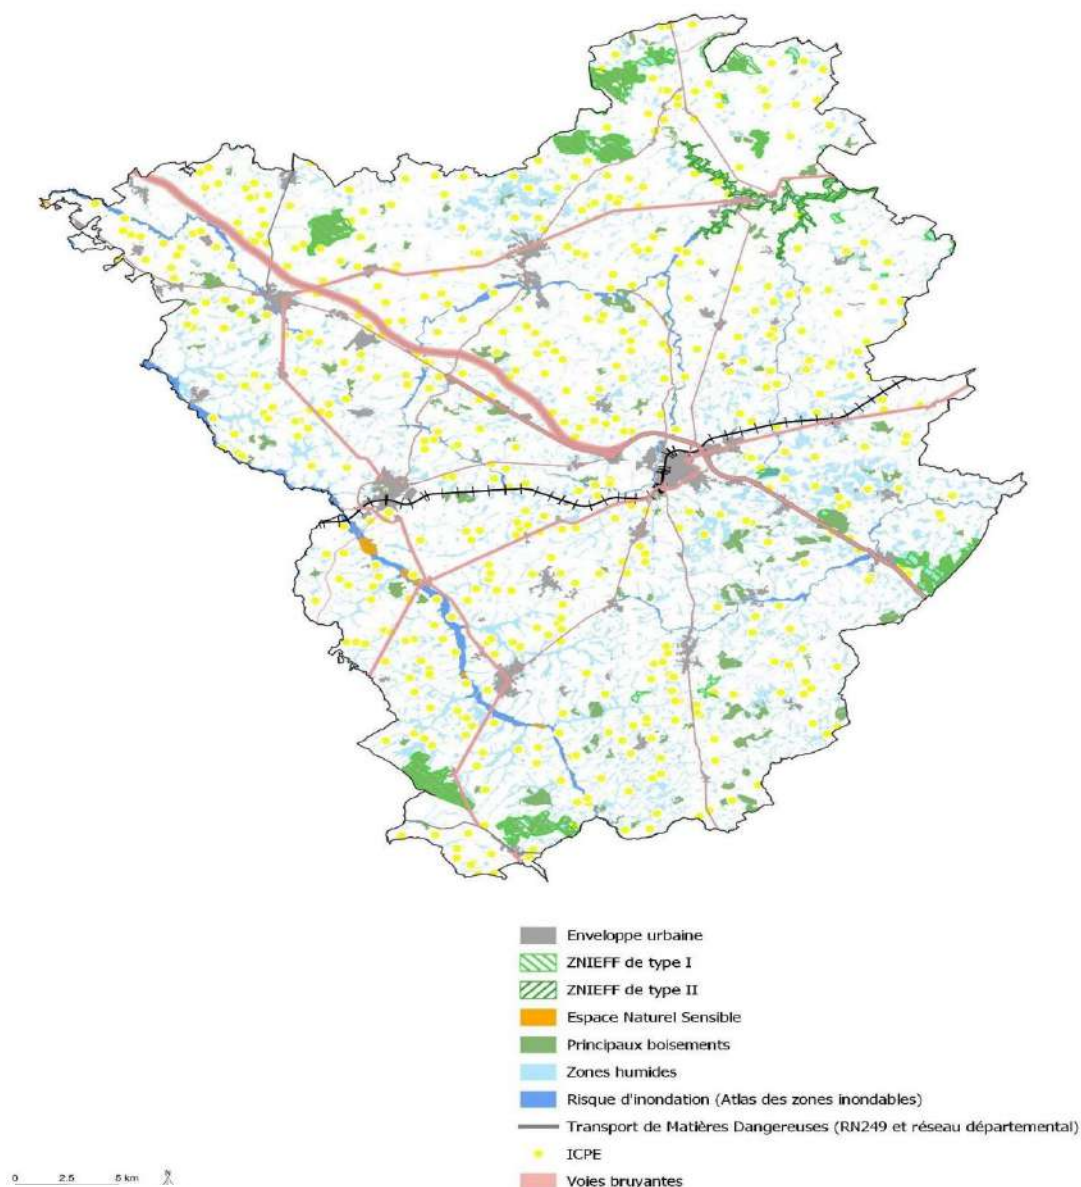 Enveloppe urbaine
ZNIEFF de type I
ZNIEFF de type II
Espace Naturel Sensible
Principaux boisements
Zones humides
Risque d'inondation (Atlas des zones inondables)
Transport de Matières Dangereuses (RN249 et réseau départemental)
ICPE
Voies bruyantes
0 2.5 5 km
N